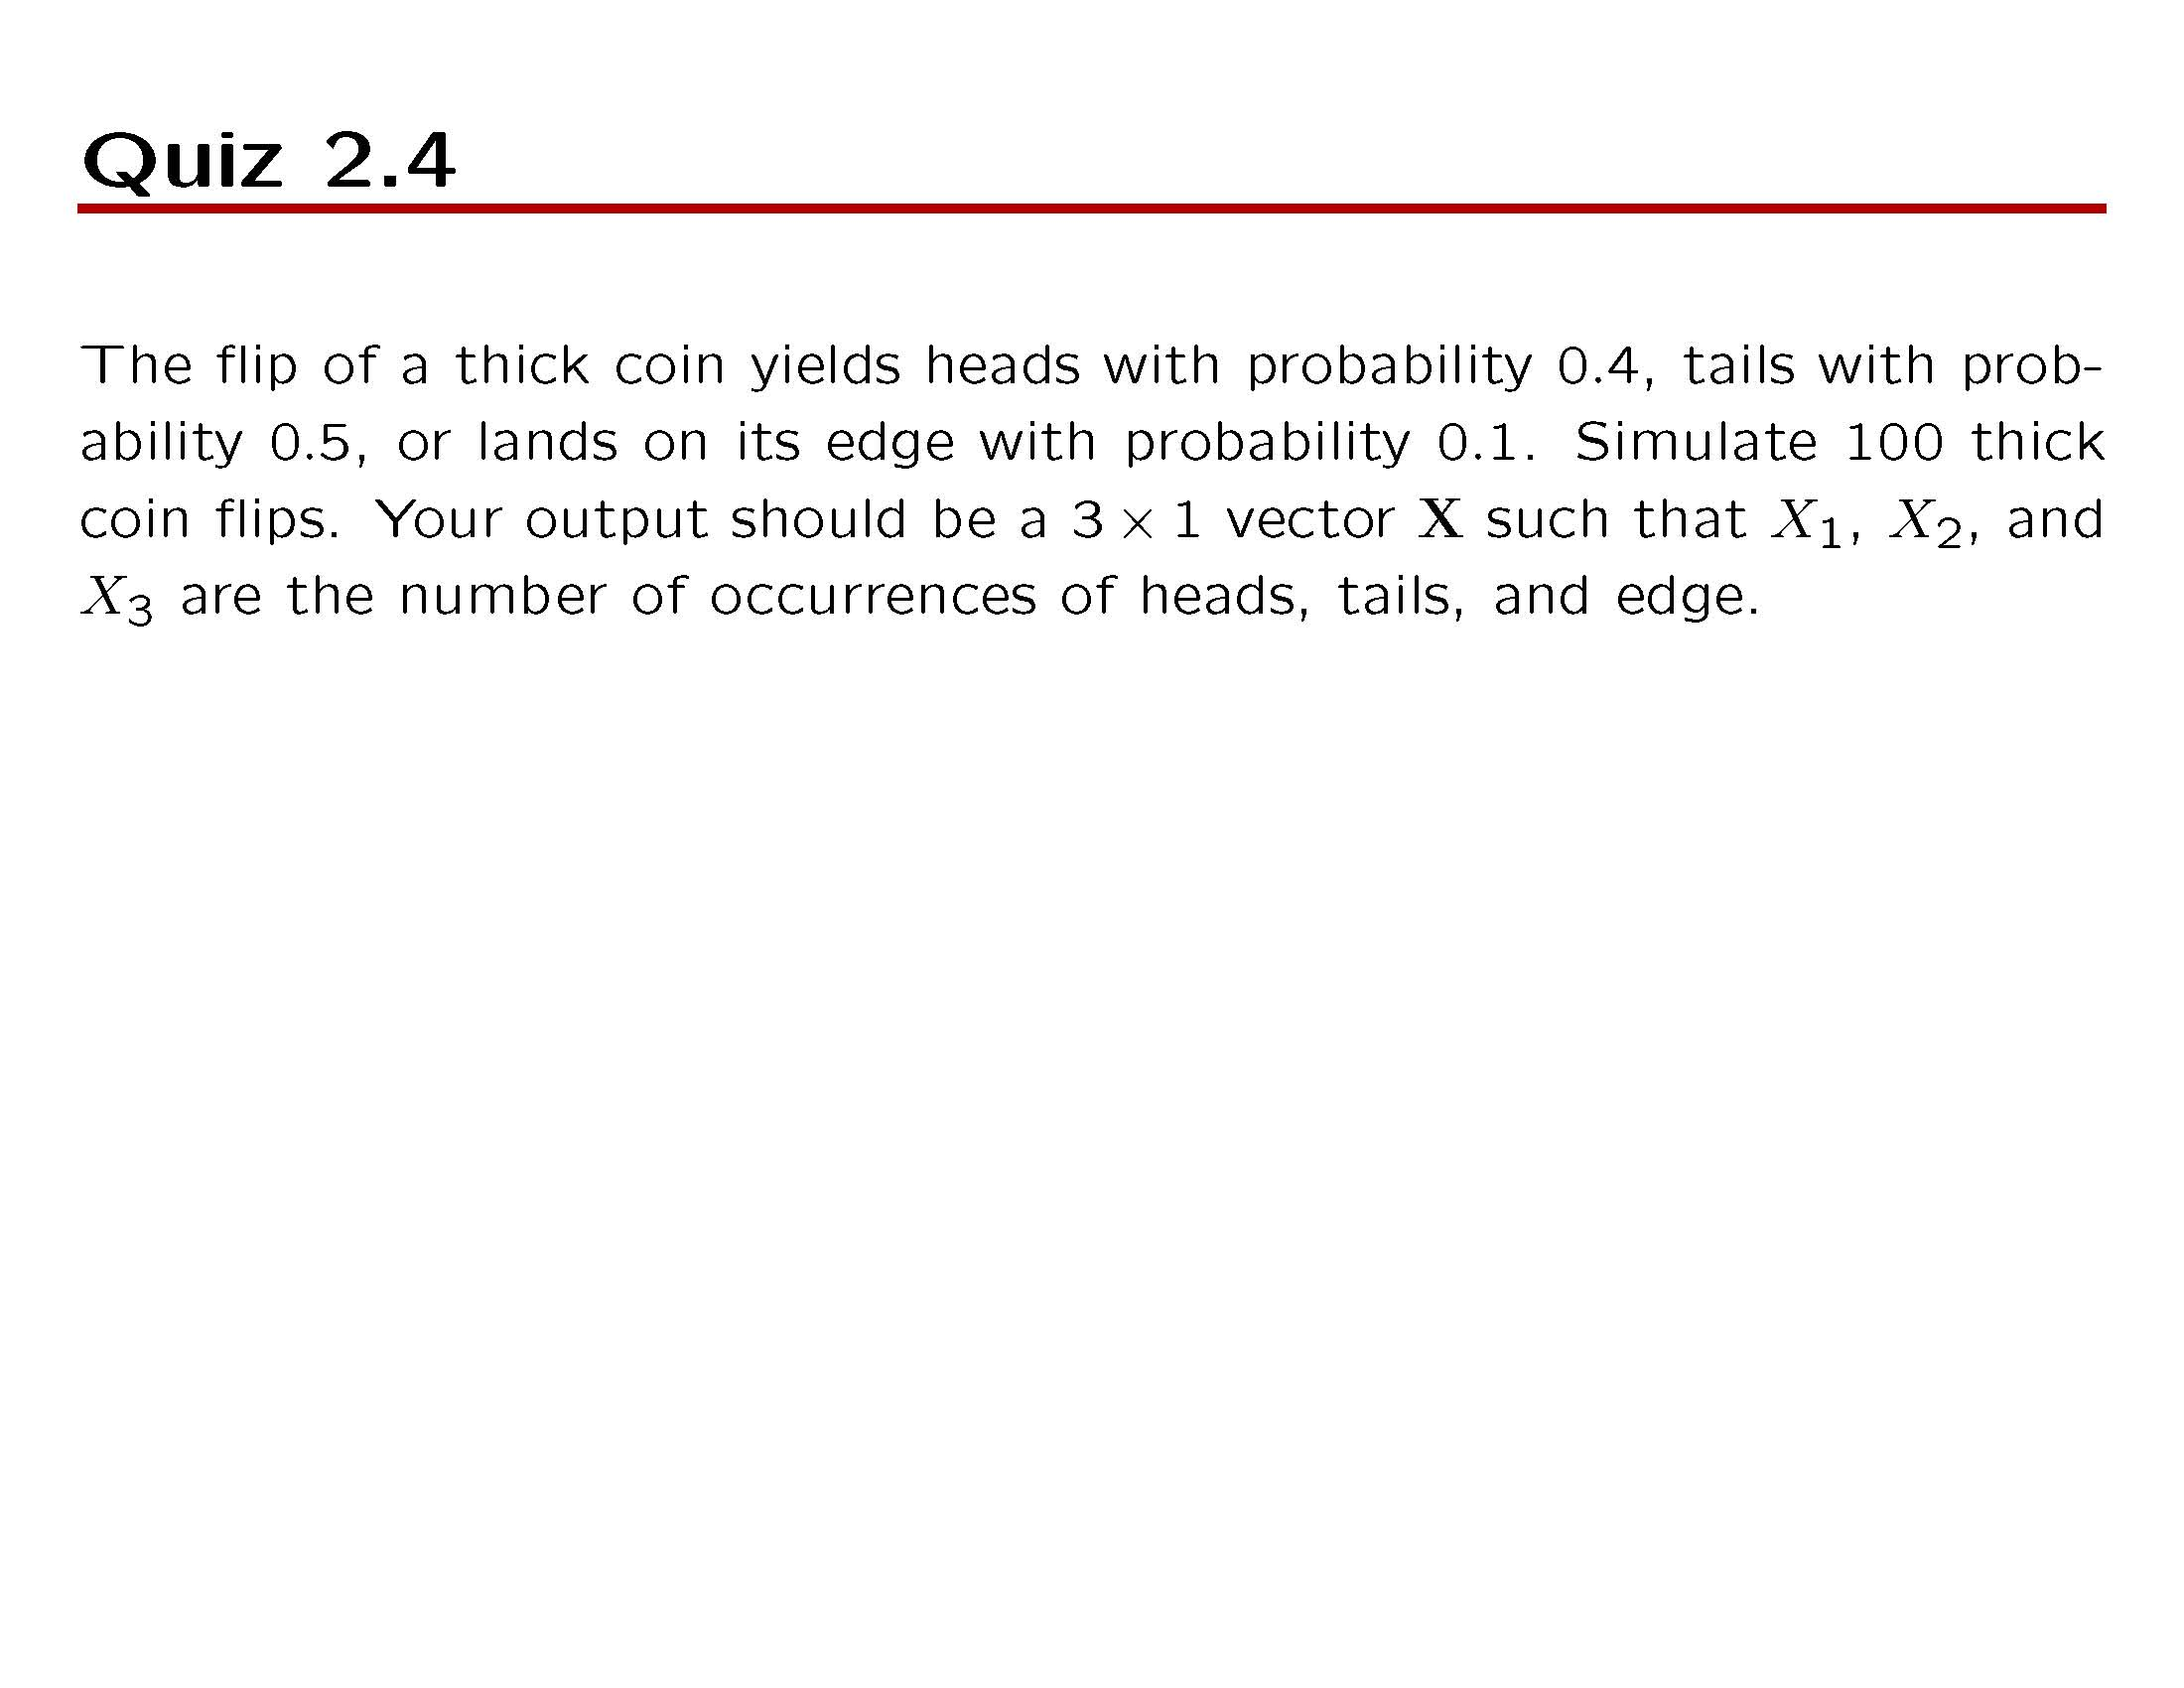 Quiz 2.4
The flip of a thick coin yields heads with probability 0.4, tails with prob-
ability 0.5, or lands on its edge with probability 0.1. Simulate 100 thick
coin flips. Your output should be a 3 × 1 vector X such that X₁, X₂, and
X₃ are the number of occurrences of heads, tails, and edge.